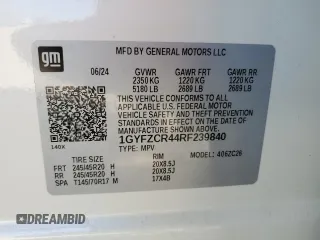 gm
MFD BY GENERAL MOTORS LLC
06/24 GVWR GAWR FRT GAWR RR
2350 KG 1220 KG 1220 KG
5180 LB 2689 LB 2689 LB
THIS VEHICLE CONFORMS TO ALL APPLICABLE
U.S. FEDERAL MOTOR VEHICLE SAFETY AND THEFT
PREVENTION STANDARDS IN EFFECT ON THE DATE
OF MANUFACTURE SHOWN ABOVE.
1GYFZCR44RF239840
TYPE: MPV MODEL: 4062C26
140X
TIRE SIZE RIM
FRT 245/45R20 H 20X8.5J
RR 245/45R20 H 20X8.5J
SPA T145/70R17 M 17X4B
© DIS.CARS